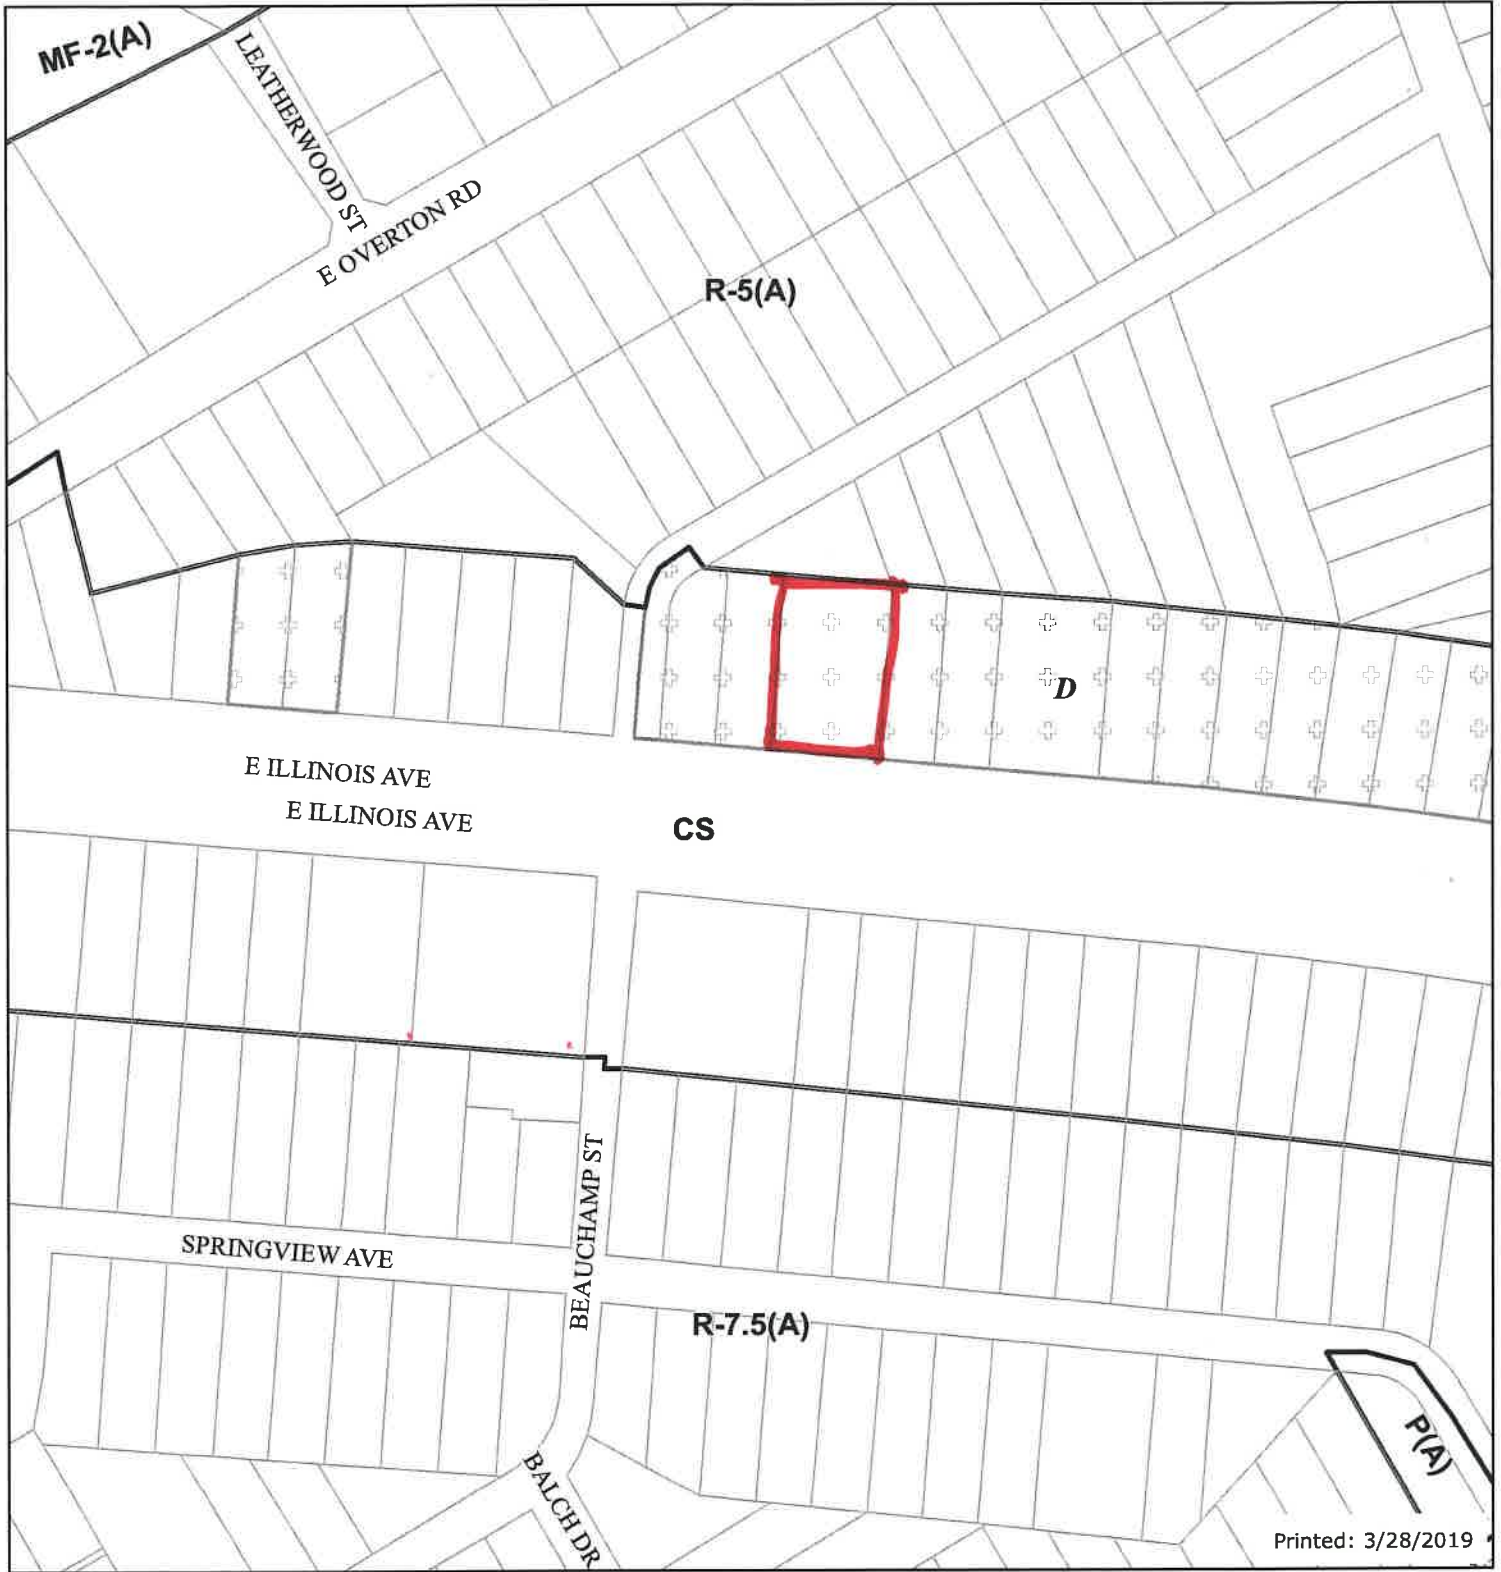 MF-2(A)
LEATHERWOOD ST
E OVERTON RD
R-5(A)
D
E ILLINOIS AVE
E ILLINOIS AVE
CS
BEAUCHAMP ST
SPRINGVIEW AVE
R-7.5(A)
P(A)
BALCH DR
Printed: 3/28/2019